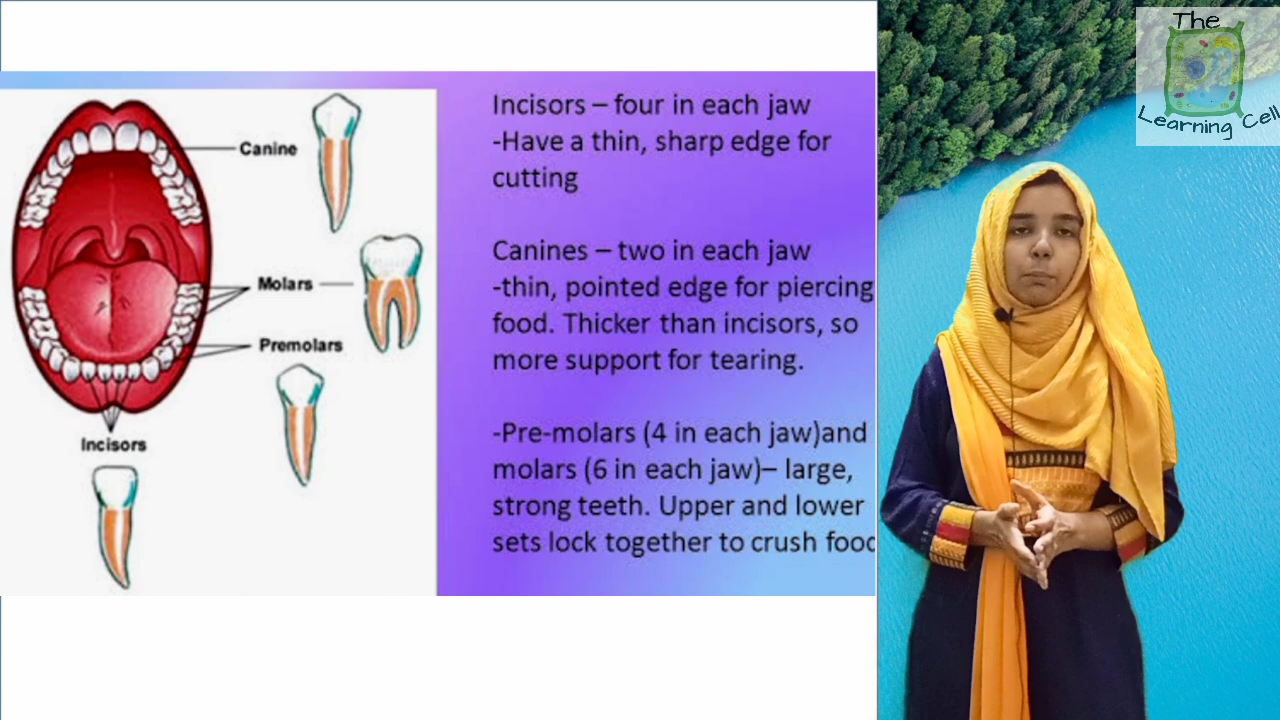 Canine
Molars
Premolars
Incisors
Incisors – four in each jaw
-Have a thin, sharp edge for
cutting
Canines – two in each jaw
-thin, pointed edge for piercing
food. Thicker than incisors, so
more support for tearing.
-Pre-molars (4 in each jaw)and
molars (6 in each jaw)– large,
strong teeth. Upper and lower
sets lock together to crush food
The
Learning Cell